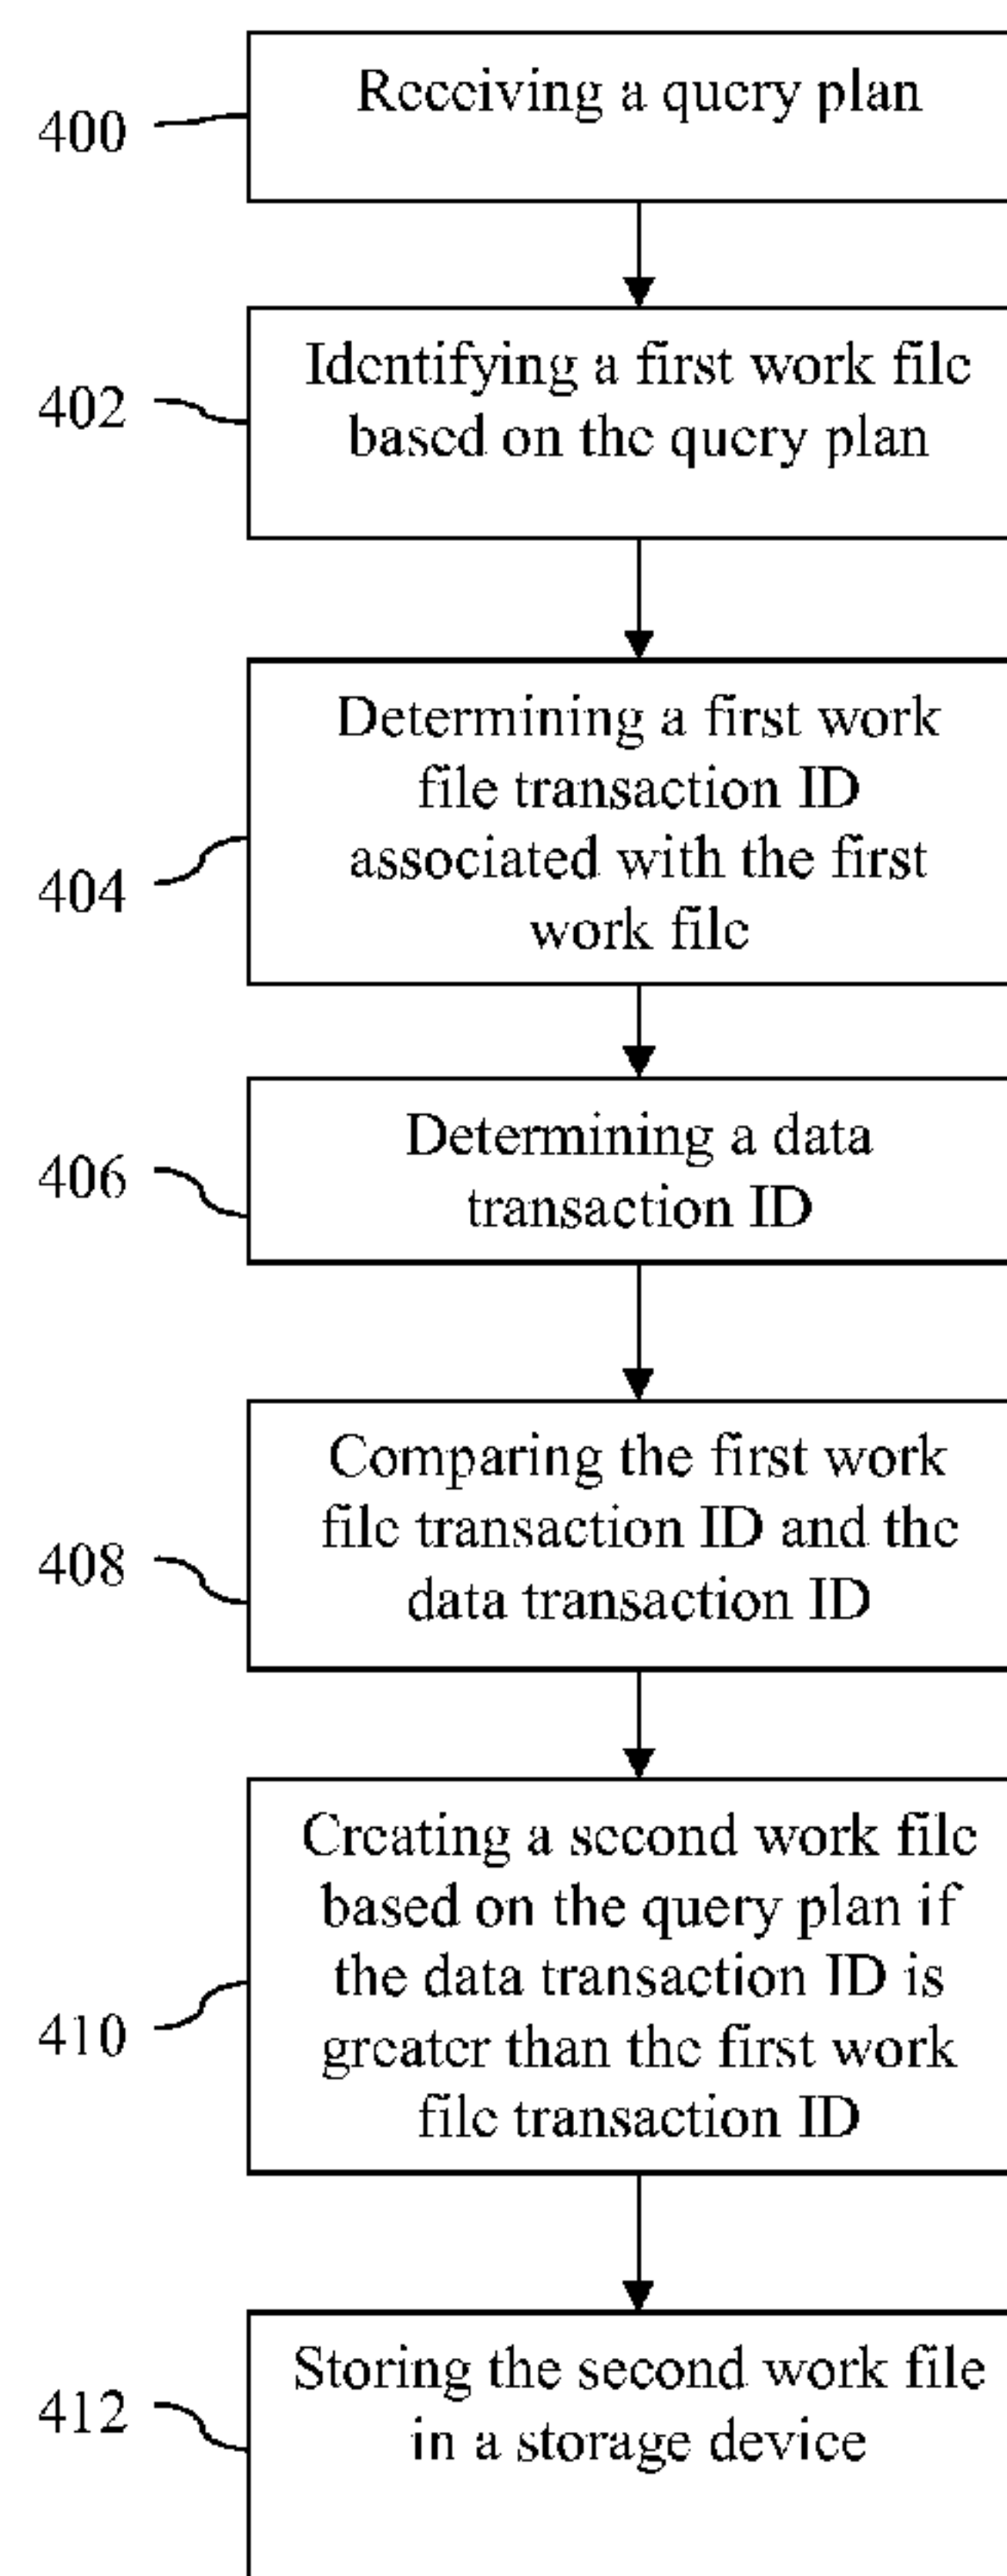 Receiving a query plan
400
Identifying a first work file
based on the query plan
402
Determining a first work
file transaction ID
associated with the first
work file
404
Determining a data
transaction ID
406
Comparing the first work
file transaction ID and the
data transaction ID
408
Creating a second work file
based on the query plan if
the data transaction ID is
greater than the first work
file transaction ID
410
Storing the second work file
in a storage device
412